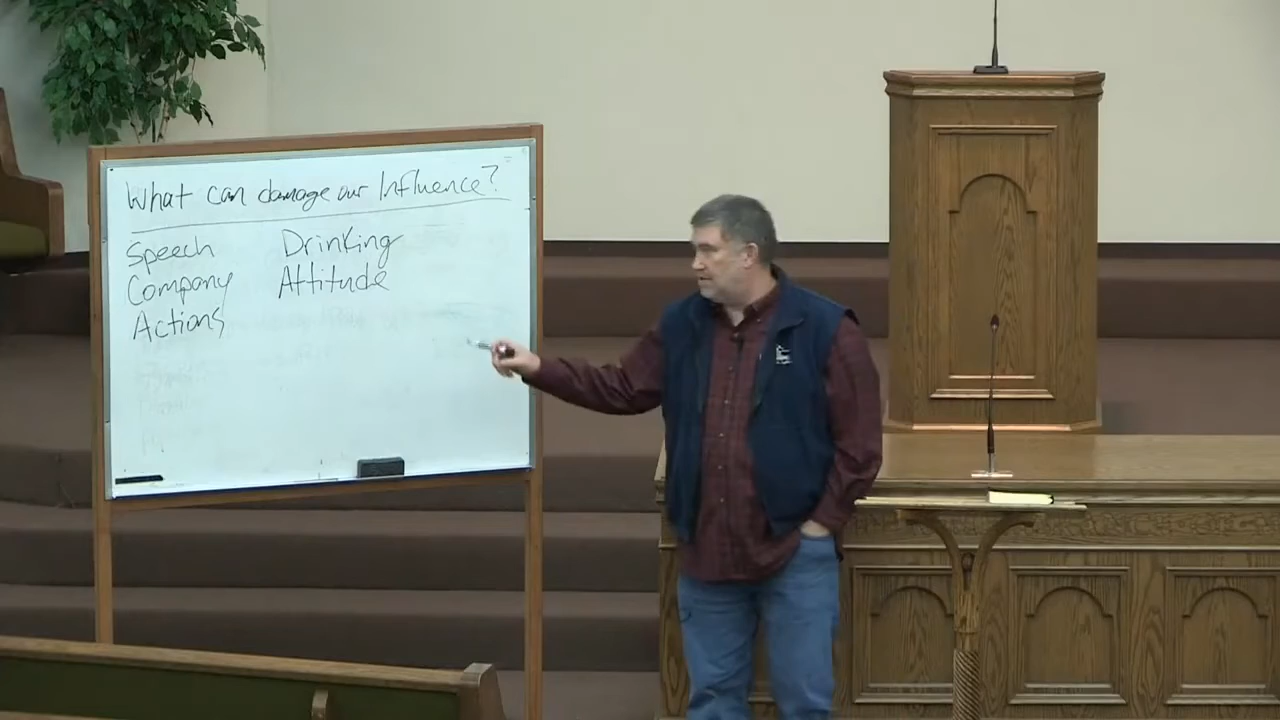 What can damage our Influence?
Speech Drinking
Company Attitude
Actions